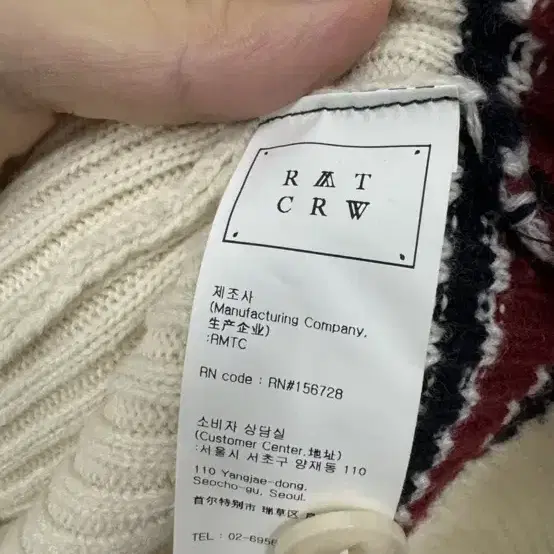 RMT
CRW
제조사
(Manufacturing Company,
生产企业)
:RMTC
RN code : RN#156728
소비자 상담실
(Customer Center,地址)
:서울시 서초구 양재동 110
110 Yangjae-dong,
Seocho-gu, Seoul.
首尔特别市 瑞草区
TEL : 02-6956